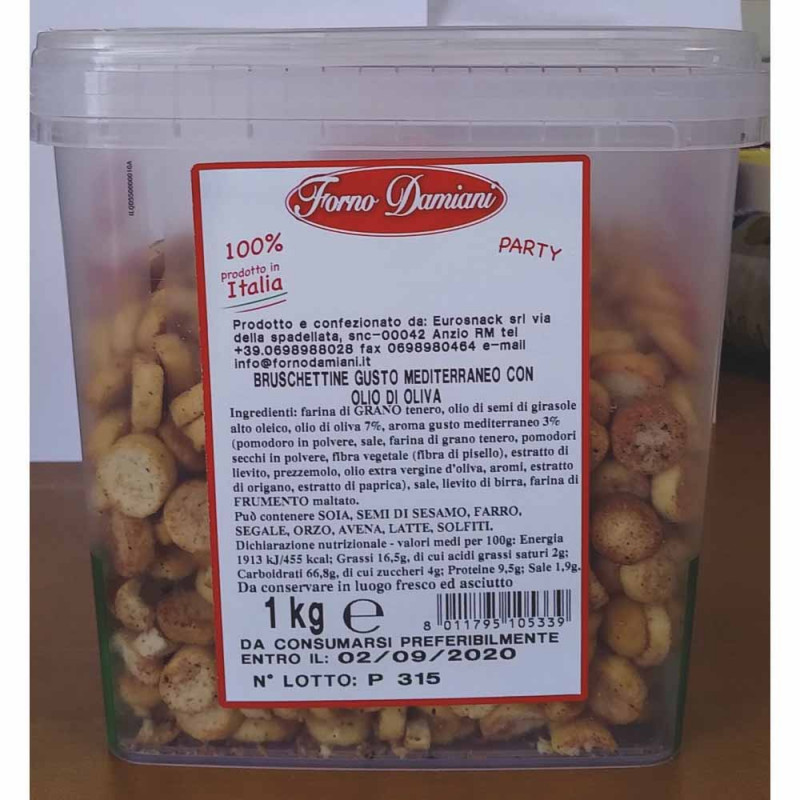 Forno Damiani
100%
prodotto in
Italia
PARTY
Prodotto e confezionato da: Eurosnack srl via
della spadellata, snc-00042 Anzio RM tel
+39.0698988028 fax 0698980464 e-mail
info@fornodamiani.it
BRUSCHETTINE GUSTO MEDITERRANEO CON
OLIO DI OLIVA
Ingredienti: farina di GRANO tenero, olio di semi di girasole
alto oleico, olio di oliva 7%, aroma gusto mediterraneo 3%
(pomodoro in polvere, sale, farina di grano tenero, pomodori
secchi in polvere, fibra vegetale (fibra di pisello), estratto di
lievito, prezzemolo, olio extra vergine d'oliva, aromi, estratto
di origano, estratto di paprica), sale, lievito di birra, farina di
FRUMENTO maltato.
Può contenere SOIA, SEMI DI SESAMO, FARRO,
SEGALE, ORZO, AVENA, LATTE, SOLFITI.
Dichiarazione nutrizionale - valori medi per 100g: Energia
1913 kJ/455 kcal; Grassi 16,5g, di cui acidi grassi saturi 2g;
Carboidrati 66,8g, di cui zuccheri 4g; Proteine 9,5g; Sale 1,9g.
Da conservare in luogo fresco ed asciutto
1 kg e
8 011795 105339
DA CONSUMARSI PREFERIBILMENTE
ENTRO IL: 02/09/2020
N° LOTTO: P 315